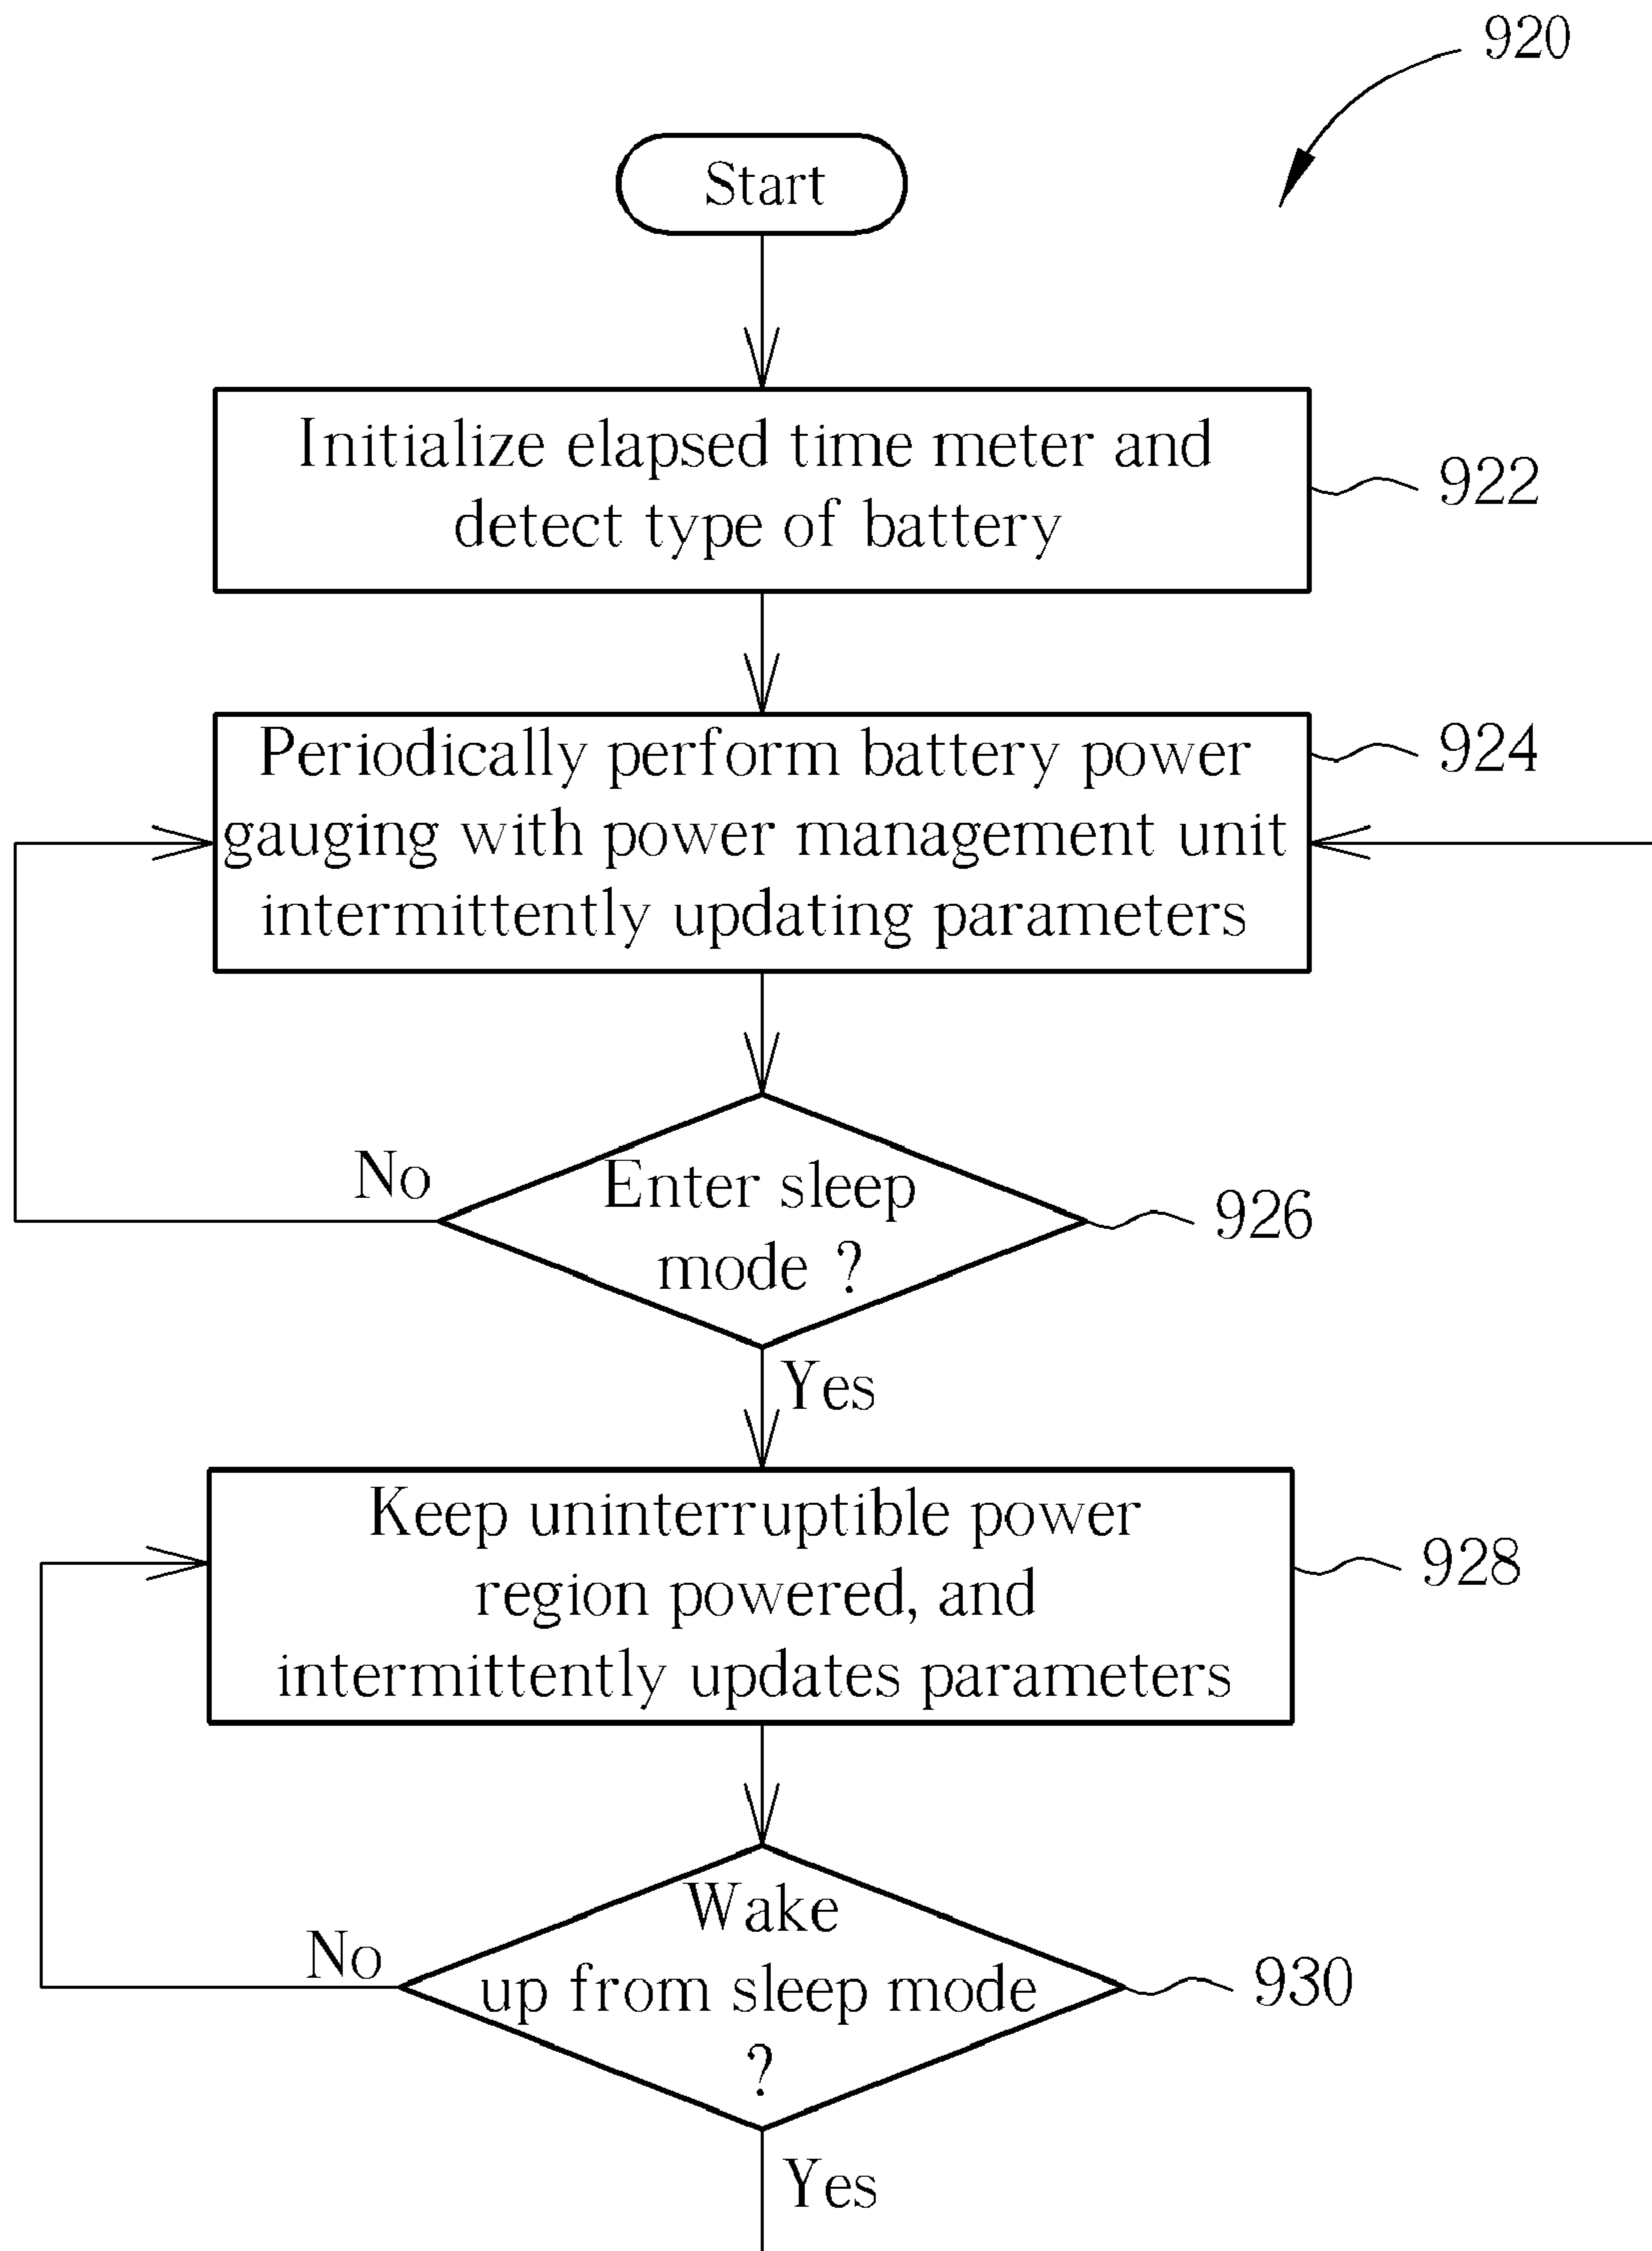 920
Start
Initialize elapsed time meter and
detect type of battery
922
Periodically perform battery power
gauging with power management unit
intermittently updating parameters
924
Enter sleep
mode ?
926
No
Yes
Keep uninterruptible power
region powered, and
intermittently updates parameters
928
Wake
up from sleep mode
?
930
No
Yes